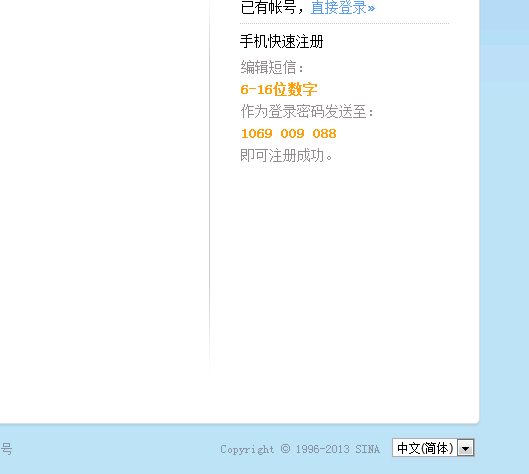 已有帐号，直接登录»
手机快速注册
编辑短信：
6-16位数字
作为登录密码发送至：
1069 009 088
即可注册成功。
号
Copyright © 1996-2013 SINA
中文(简体)